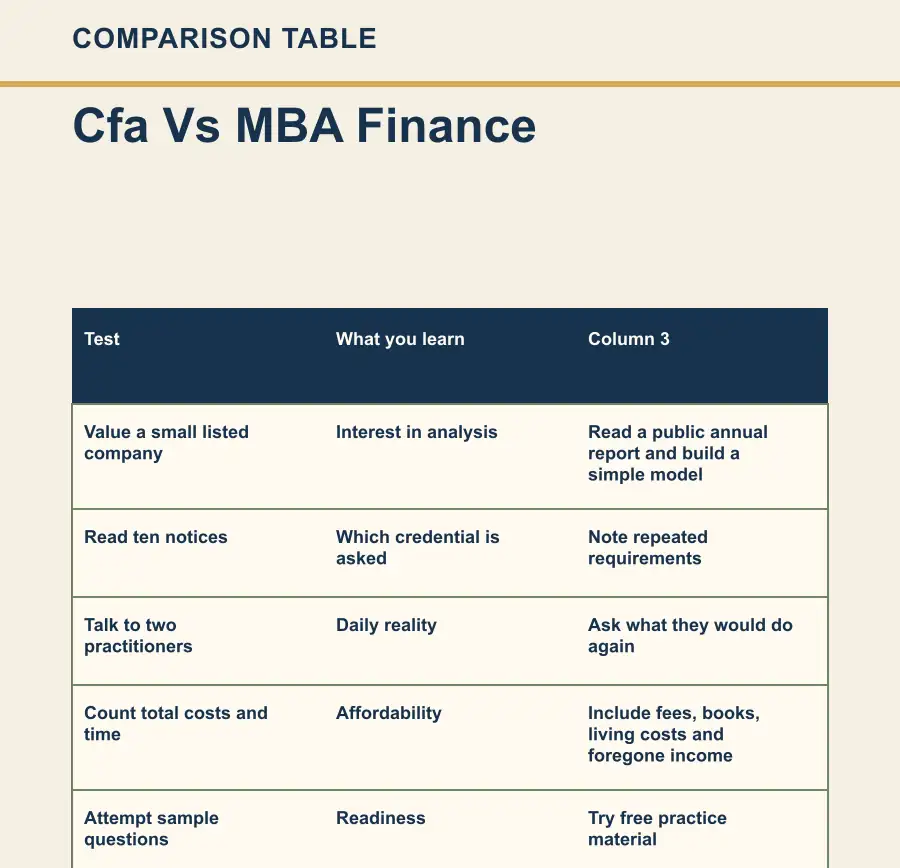 COMPARISON TABLE
Cfa Vs MBA Finance
Test
What you learn
Column 3
Value a small listed
company
Interest in analysis
Read a public annual
report and build a
simple model
Read ten notices
Which credential is
asked
Note repeated
requirements
Talk to two
practitioners
Daily reality
Ask what they would do
again
Count total costs and
time
Affordability
Include fees, books,
living costs and
foregone income
Attempt sample
questions
Readiness
Try free practice
material